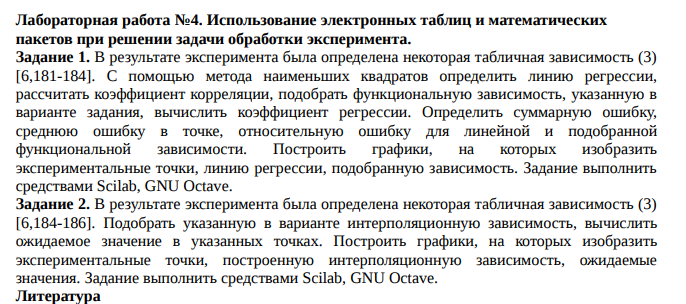 Лабораторная работа №4. Использование электронных таблиц и математических
пакетов при решении задачи обработки эксперимента.
Задание 1. В результате эксперимента была определена некоторая табличная зависимость (3)
[6,181-184]. С помощью метода наименьших квадратов определить линию регрессии,
рассчитать коэффициент корреляции, подобрать функциональную зависимость, указанную в
варианте задания, вычислить коэффициент регрессии. Определить суммарную ошибку,
среднюю ошибку в точке, относительную ошибку для линейной и подобранной
функциональной зависимости. Построить графики, на которых изобразить
экспериментальные точки, линию регрессии, подобранную зависимость. Задание выполнить
средствами Scilab, GNU Octave.
Задание 2. В результате эксперимента была определена некоторая табличная зависимость (3)
[6,184-186]. Подобрать указанную в варианте интерполяционную зависимость, вычислить
ожидаемое значение в указанных точках. Построить графики, на которых изобразить
экспериментальные точки, построенную интерполяционную зависимость, ожидаемые
значения. Задание выполнить средствами Scilab, GNU Octave.
Литература